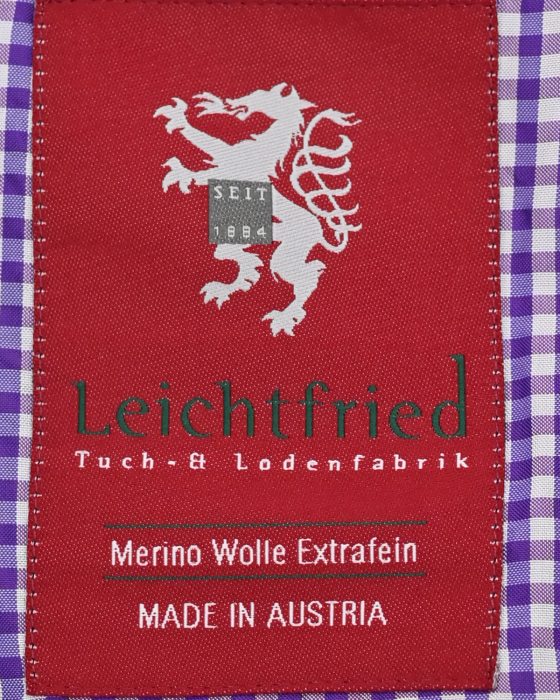 SEIT
1884
Leichtfried
Tuch-& Lodenfabrik
Merino Wolle Extrafein
MADE IN AUSTRIA